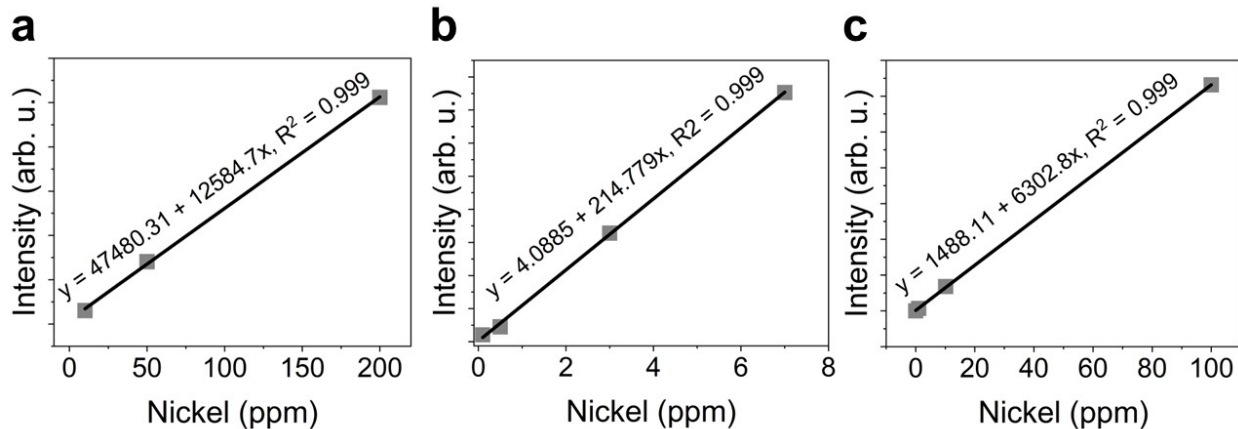 a
b
c
Intensity (arb. u.)
y = 47480.31 + 12584.7x, R² = 0.999
0 50 100 150 200
Nickel (ppm)
Intensity (arb. u.)
y = 4.0885 + 214.779x, R2 = 0.999
0 2 4 6 8
Nickel (ppm)
Intensity (arb. u.)
y = 1488.11 + 6302.8x, R² = 0.999
0 20 40 60 80 100
Nickel (ppm)